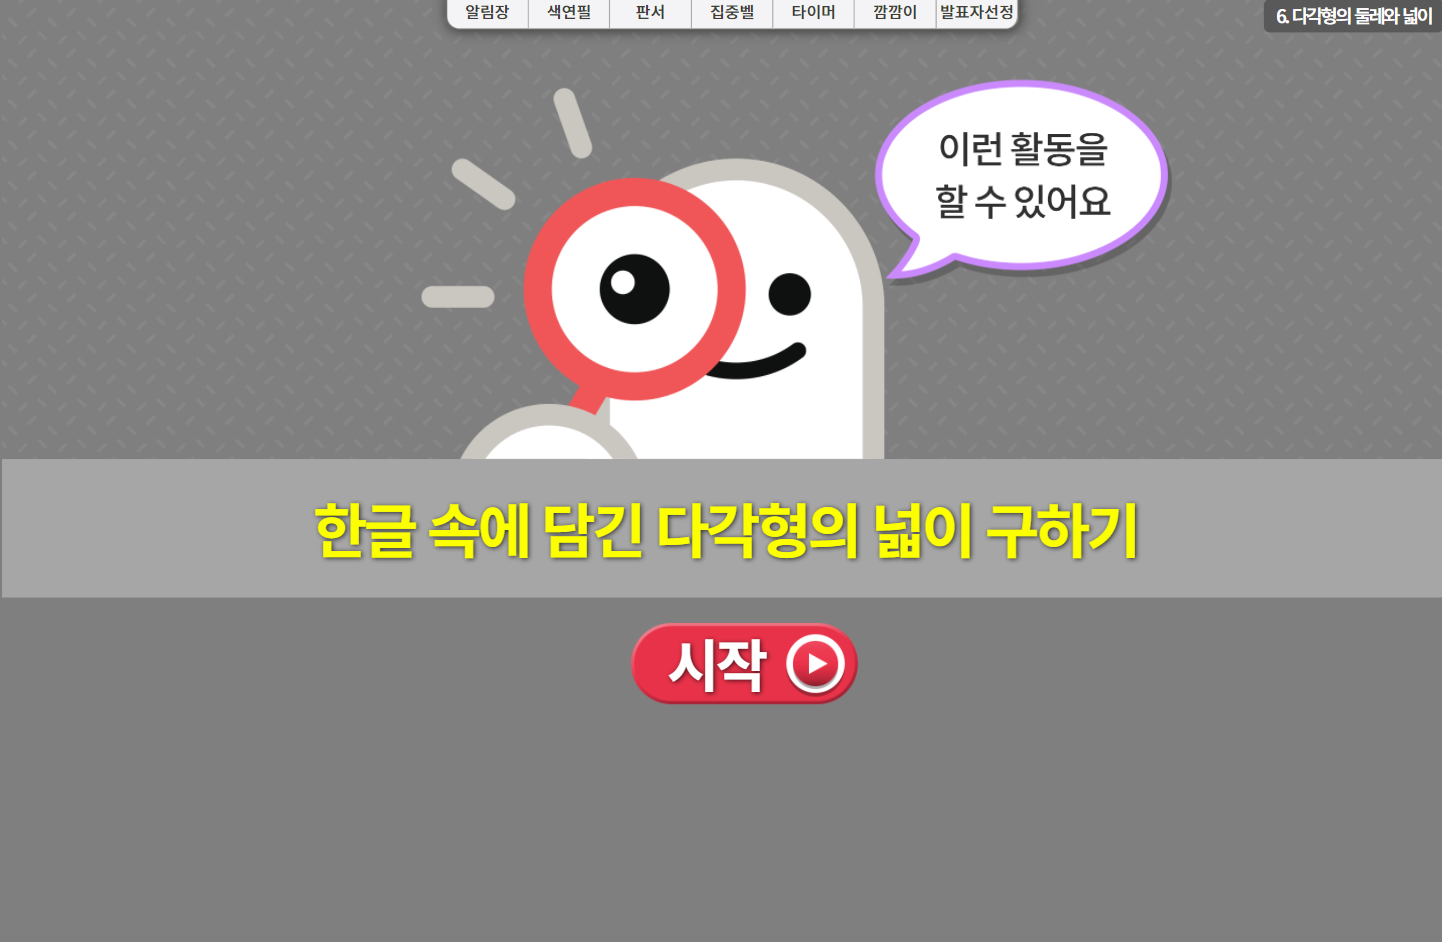 알림장 색연필 판서 집중벨 타이머 깜깜이 발표자선정
6. 다각형의 둘레와 넓이
이런 활동을
할 수 있어요
한글 속에 담긴 다각형의 넓이 구하기
시작